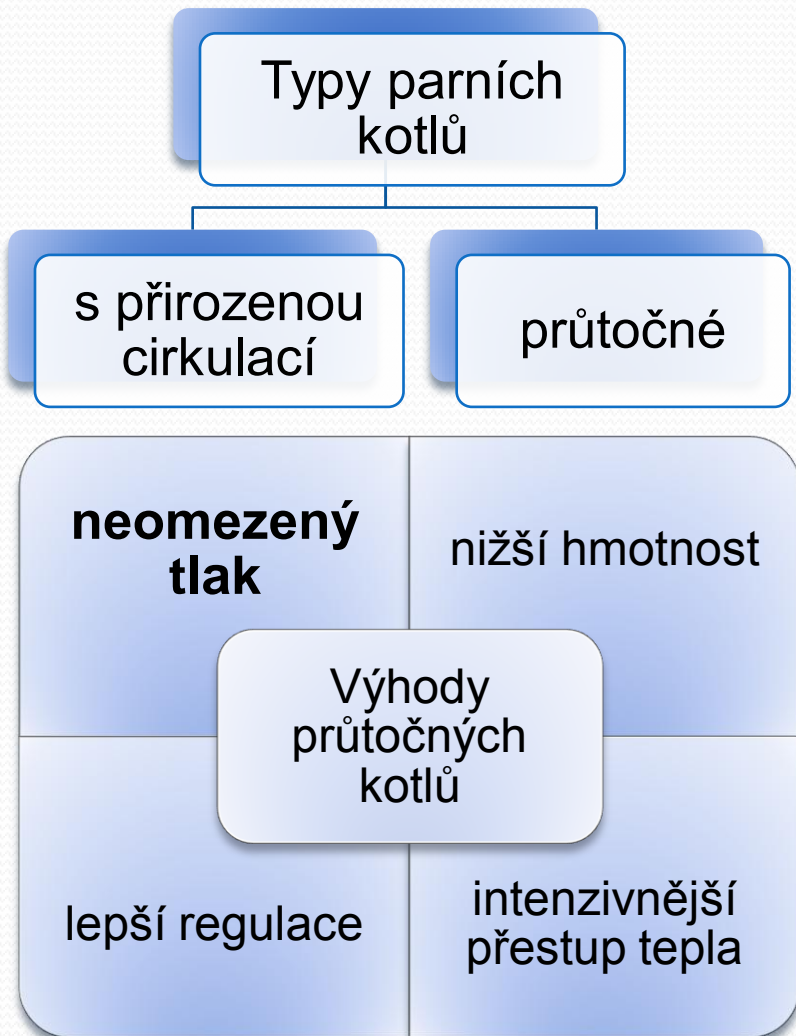 Typy parních
kotlů
s přirozenou
cirkulací
průtočné
neomezený
tlak
nižší hmotnost
Výhody
průtočných
kotlů
lepší regulace
intenzivnější
přestup tepla